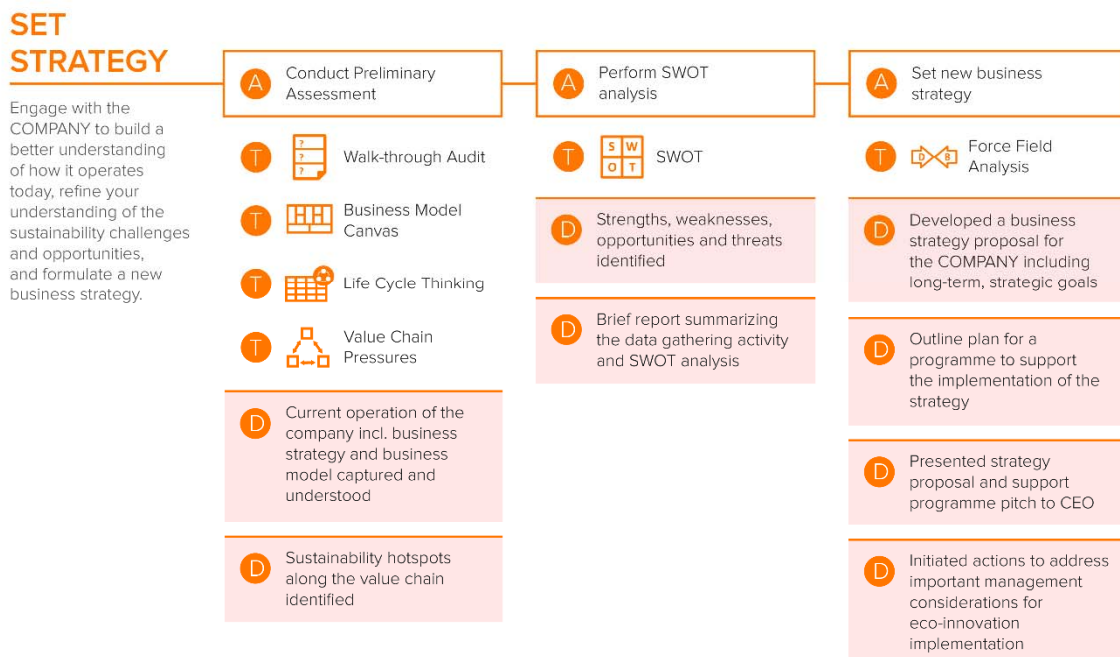 SET
STRATEGY
Engage with the
COMPANY to build a
better understanding
of how it operates
today, refine your
understanding of the
sustainability challenges
and opportunities,
and formulate a new
business strategy.
A
Conduct Preliminary
Assessment
T
?
?
?
Walk-through Audit
T
Business Model
Canvas
T
Life Cycle Thinking
T
Value Chain
Pressures
D
Current operation of the
company incl. business
strategy and business
model captured and
understood
D
Sustainability hotspots
along the value chain
identified
A
Perform SWOT
analysis
T
S W
O T
SWOT
D
Strengths, weaknesses,
opportunities and threats
identified
D
Brief report summarizing
the data gathering activity
and SWOT analysis
A
Set new business
strategy
T
D B
Force Field
Analysis
D
Developed a business
strategy proposal for
the COMPANY including
long-term, strategic goals
D
Outline plan for a
programme to support
the implementation of the
strategy
D
Presented strategy
proposal and support
programme pitch to CEO
D
Initiated actions to address
important management
considerations for
eco-innovation
implementation